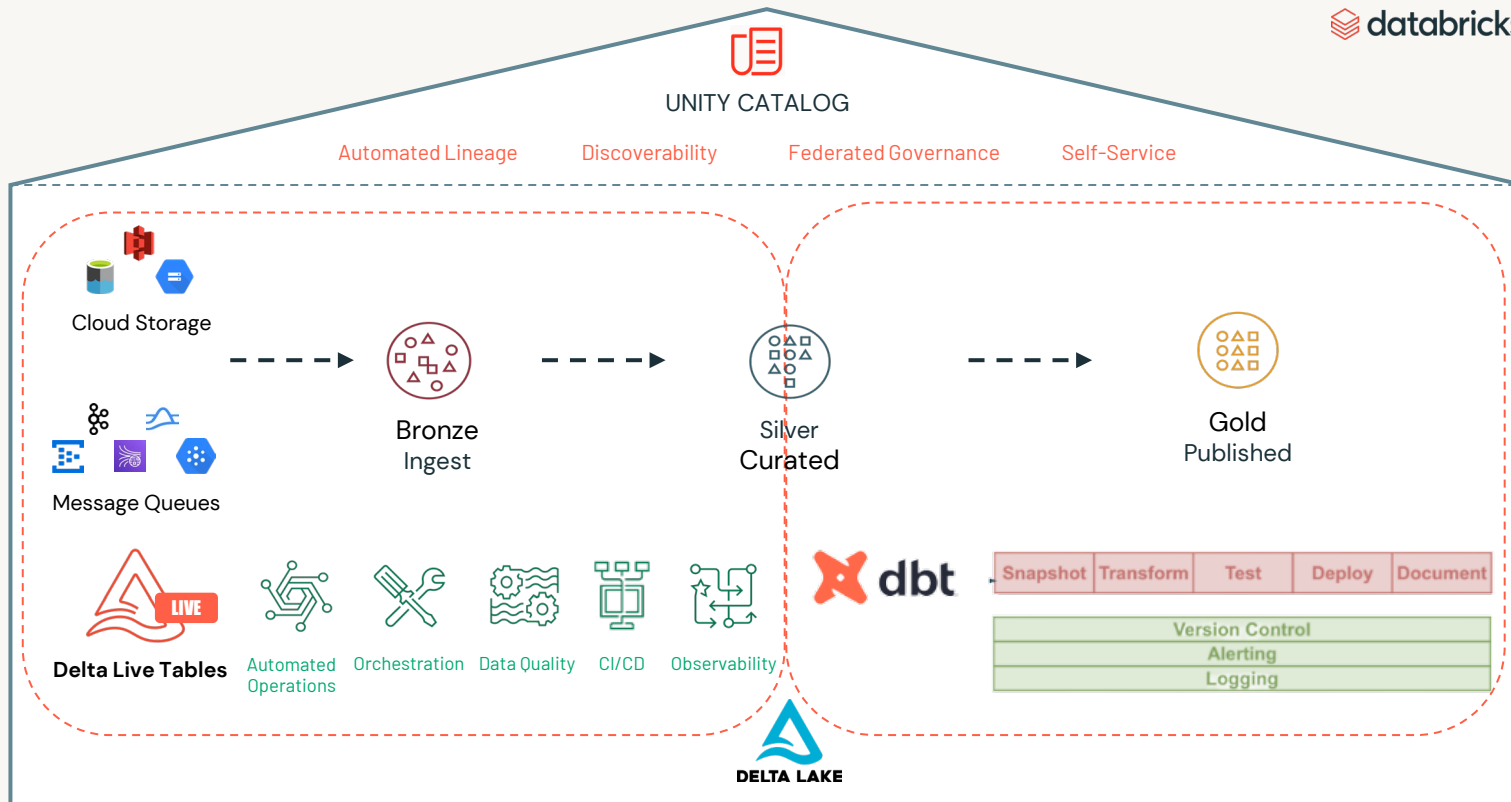 databrick
UNITY CATALOG
Automated Lineage
Discoverability
Federated Governance
Self-Service
Cloud Storage
Message Queues
Bronze
Ingest
Silver
Curated
Gold
Published
LIVE
Delta Live Tables
Automated
Operations
Orchestration
Data Quality
CI/CD
Observability
dbt
Snapshot
Transform
Test
Deploy
Document
Version Control
Alerting
Logging
DELTA LAKE